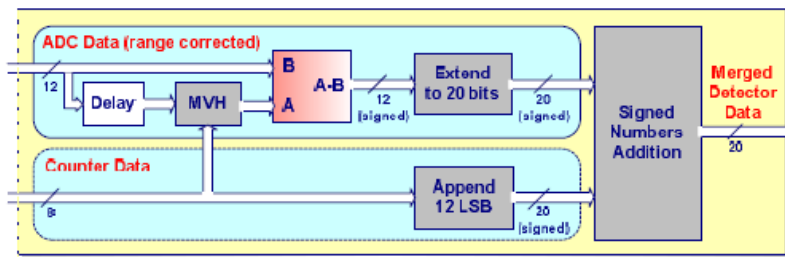 ADC Data (range corrected)
12
Delay
MVH
B
A
A-B
12
(signed)
Extend
to 20 bits
20
(signed)
Counter Data
8
Append
12 LSB
20
(signed)
Signed
Numbers
Addition
Merged
Detector
Data
20